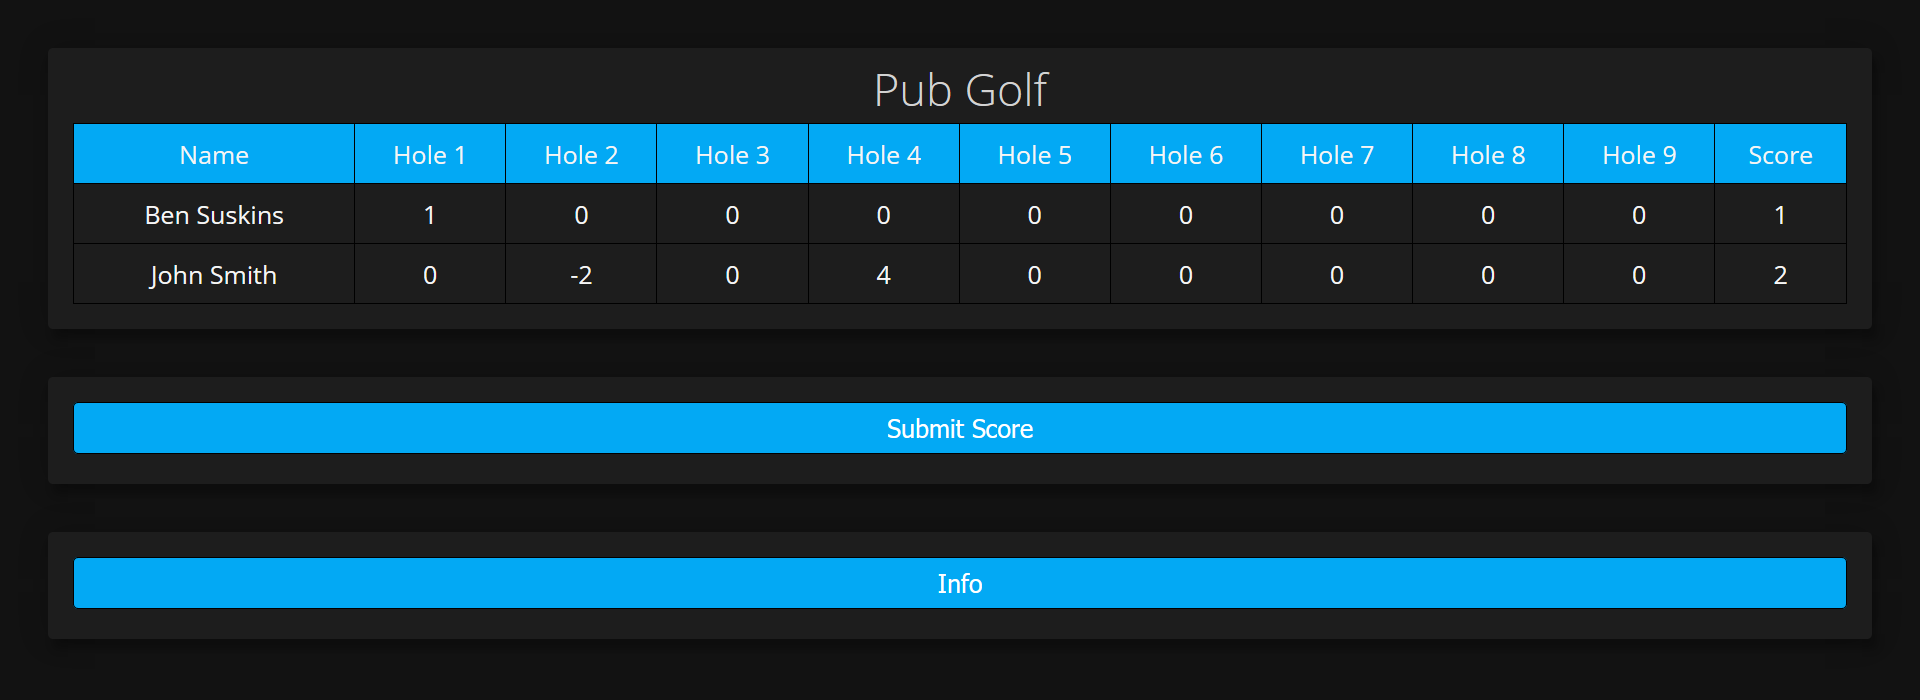 Pub Golf
Name Hole 1 Hole 2 Hole 3 Hole 4 Hole 5 Hole 6 Hole 7 Hole 8 Hole 9 Score
Ben Suskins 1 0 0 0 0 0 0 0 0 1
John Smith 0 -2 0 4 0 0 0 0 0 2
Submit Score
Info